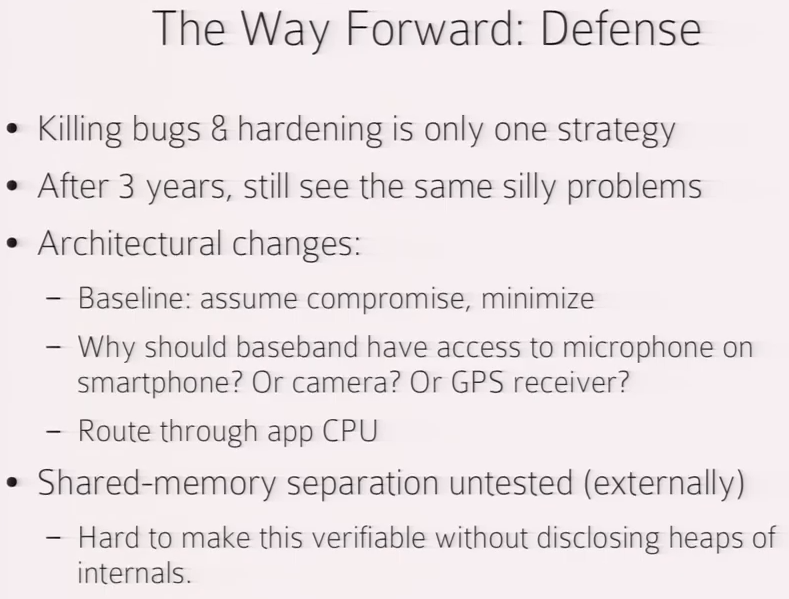 The Way Forward: Defense
• Killing bugs & hardening is only one strategy
• After 3 years, still see the same silly problems
• Architectural changes:
– Baseline: assume compromise, minimize
– Why should baseband have access to microphone on
smartphone? Or camera? Or GPS receiver?
– Route through app CPU
• Shared-memory separation untested (externally)
– Hard to make this verifiable without disclosing heaps of
internals.